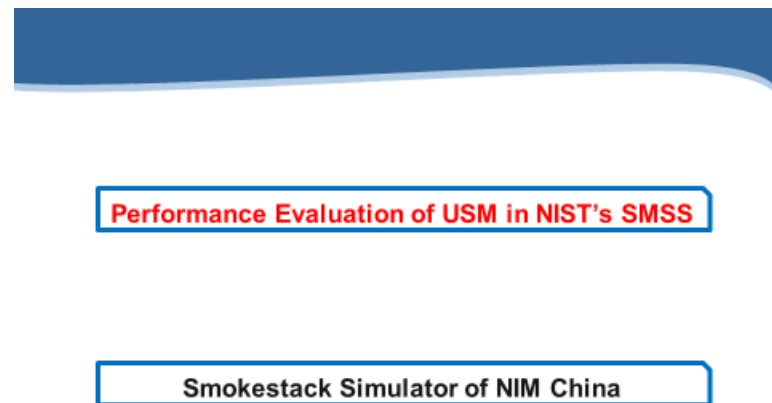 Performance Evaluation of USM in NIST's SMSS
Smokestack Simulator of NIM China